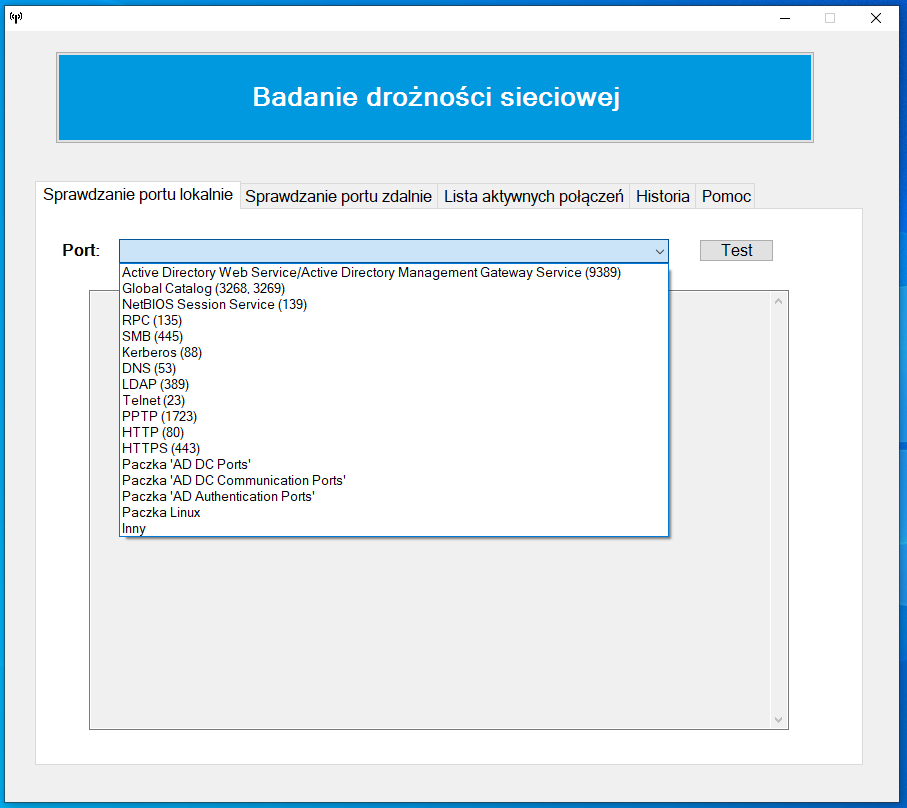 Badanie drożności sieciowej
Sprawdzanie portu lokalnie Sprawdzanie portu zdalnie Lista aktywnych połączeń Historia Pomoc
Port: Test
Active Directory Web Service/Active Directory Management Gateway Service (9389)
Global Catalog (3268, 3269)
NetBIOS Session Service (139)
RPC (135)
SMB (445)
Kerberos (88)
DNS (53)
LDAP (389)
Telnet (23)
PPTP (1723)
HTTP (80)
HTTPS (443)
Paczka 'AD DC Ports'
Paczka 'AD DC Communication Ports'
Paczka 'AD Authentication Ports'
Paczka Linux
Inny